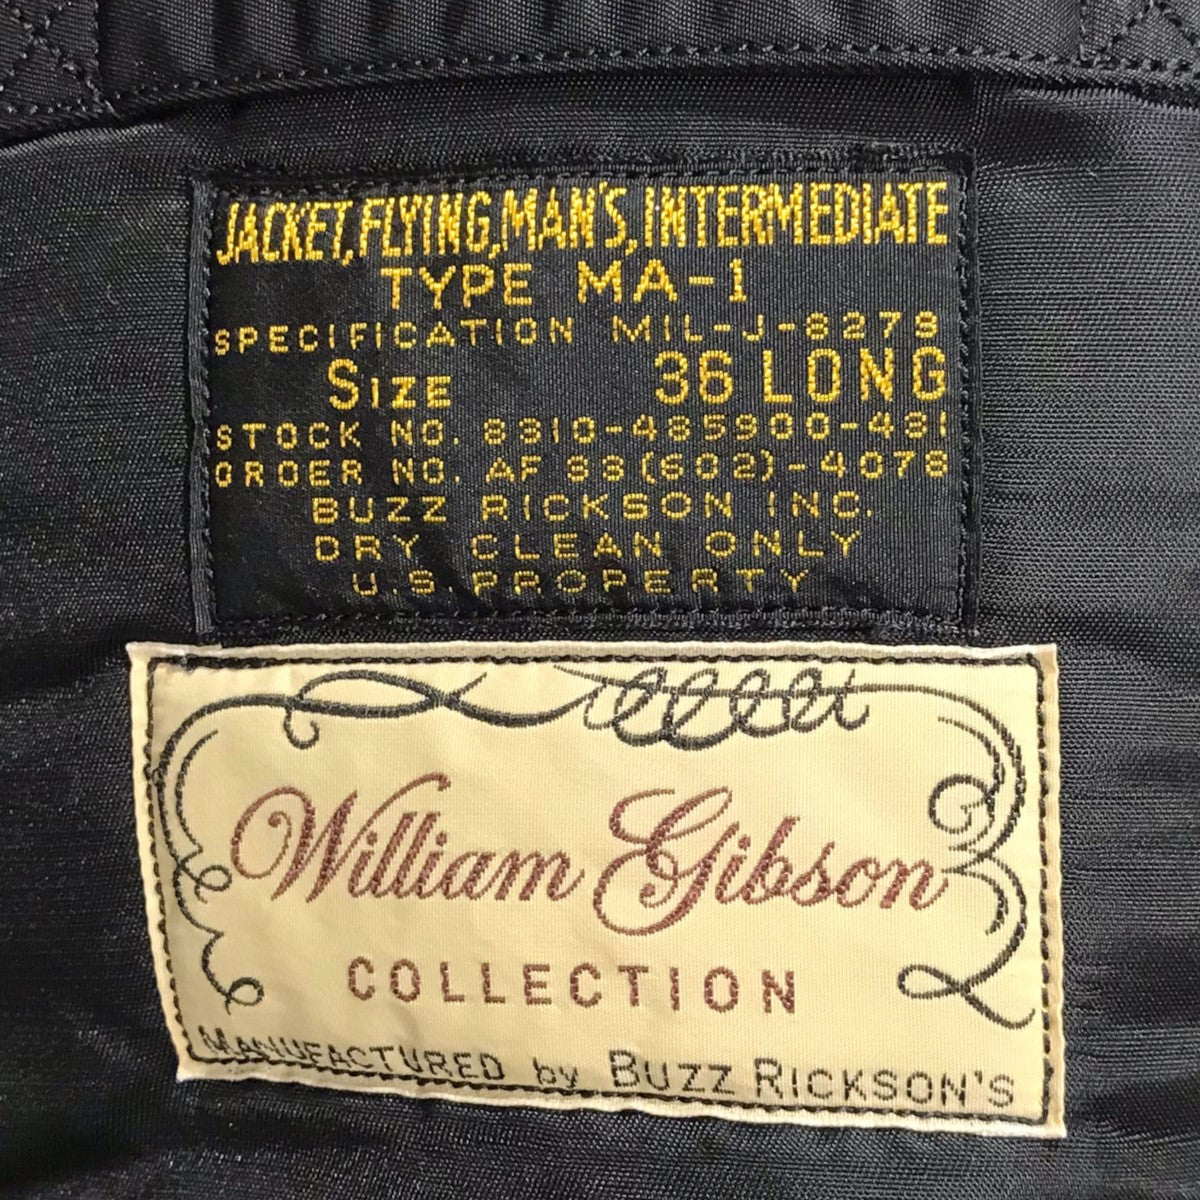 JACKET, FLYING, MAN'S, INTERMEDIATE
TYPE MA-1
SPECIFICATION MIL-J-8279
SIZE 36 LONG
STOCK NO. 8310-485900-431
ORDER NO. AF 33(602)-4078
BUZZ RICKSON INC.
DRY CLEAN ONLY
U.S. PROPERTY
William Gibson
COLLECTION
MANUFACTURED by BUZZ RICKSON'S